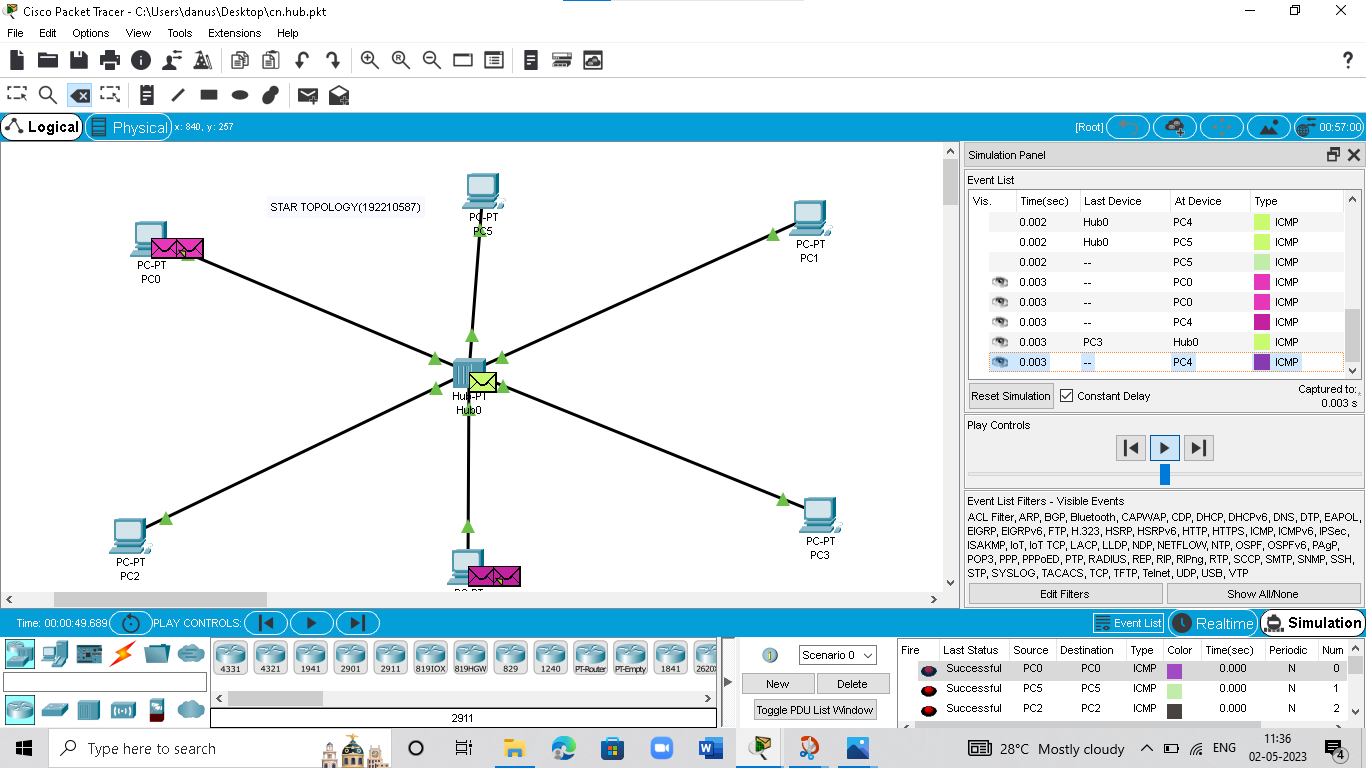 Cisco Packet Tracer - C:\Users\danus\Desktop\cn.hub.pkt
File Edit Options View Tools Extensions Help
Logical Physical x: 840, y: 257 [Root] 00:57:00
STAR TOPOLOGY(192210587)
PC-PT
PC5
PC-PT
PC1
PC-PT
PC0
Hub-PT
Hub0
PC-PT
PC3
PC-PT
PC2
Simulation Panel
Event List
Vis. Time(sec) Last Device At Device Type
0.002 Hub0 PC4 ICMP
0.002 Hub0 PC5 ICMP
0.002 -- PC5 ICMP
0.003 -- PC0 ICMP
0.003 -- PC0 ICMP
0.003 -- PC4 ICMP
0.003 PC3 Hub0 ICMP
0.003 -- PC4 ICMP
Reset Simulation Constant Delay Captured to:
0.003 s
Play Controls
Event List Filters - Visible Events
ACL Filter, ARP, BGP, Bluetooth, CAPWAP, CDP, DHCP, DHCPv6, DNS, DTP, EAPOL,
EIGRP, EIGRPv6, FTP, H.323, HSRP, HSRPv6, HTTP, HTTPS, ICMP, ICMPv6, IPSec,
ISAKMP, IoT, IoT TCP, LACP, LLDP, NDP, NETFLOW, NTP, OSPF, OSPFv6, PAgP,
POP3, PPP, PPPoED, PTP, RADIUS, REP, RIP, RIPng, RTP, SCCP, SMTP, SNMP, SSH,
STP, SYSLOG, TACACS, TCP, TFTP, Telnet, UDP, USB, VTP
Edit Filters Show All/None
Time: 00:00:49.689 PLAY CONTROLS: Event List Realtime Simulation
4331 4321 1941 2901 2911 819IOX 819HGW 829 1240 PT-Router PT-Empty 1841 2620X
2911
Scenario 0
New Delete
Toggle PDU List Window
Fire Last Status Source Destination Type Color Time(sec) Periodic Num
Successful PC0 PC0 ICMP 0.000 N 0
Successful PC5 PC5 ICMP 0.000 N 1
Successful PC2 PC2 ICMP 0.000 N 2
Type here to search
28°C Mostly cloudy ENG 11:36
02-05-2023
4